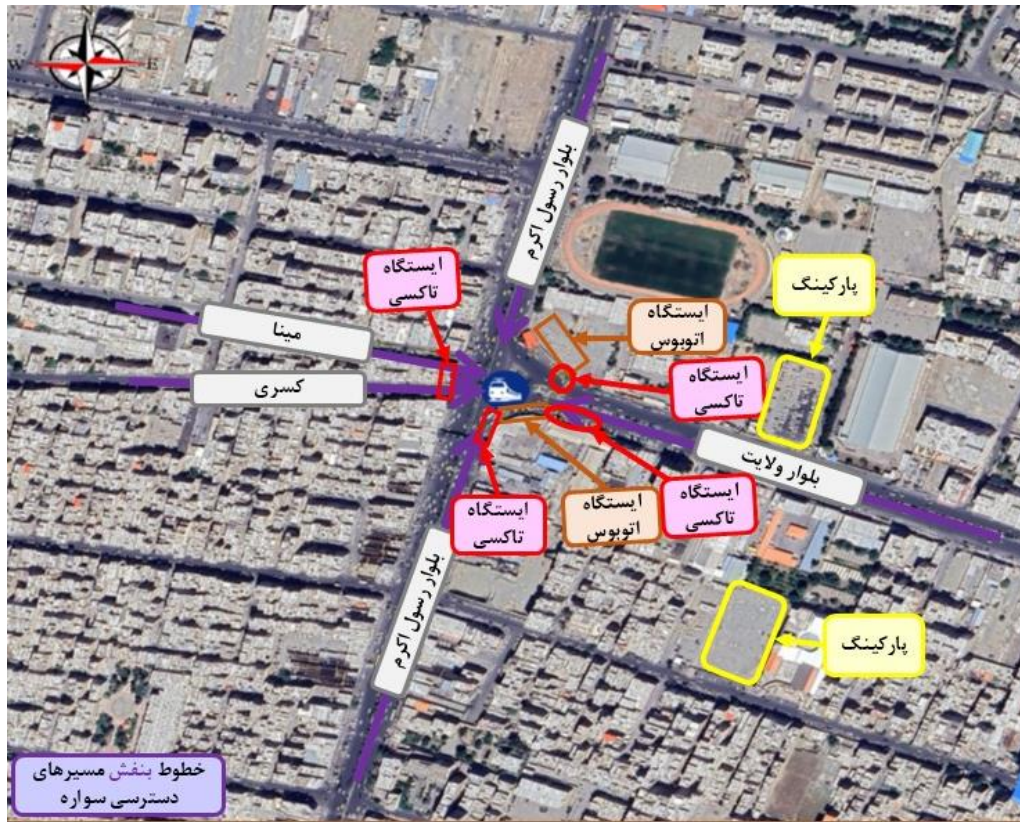 W
E
بلوار رسول اکرم
ایستگاه
تاکسی
پارکینگ
ایستگاه
اتوبوس
مینا
ایستگاه
تاکسی
کسری
بلوار ولایت
ایستگاه
تاکسی
ایستگاه
اتوبوس
ایستگاه
تاکسی
بلوار رسول اکرم
پارکینگ
خطوط بنفش مسیرهای
دسترسی سواره